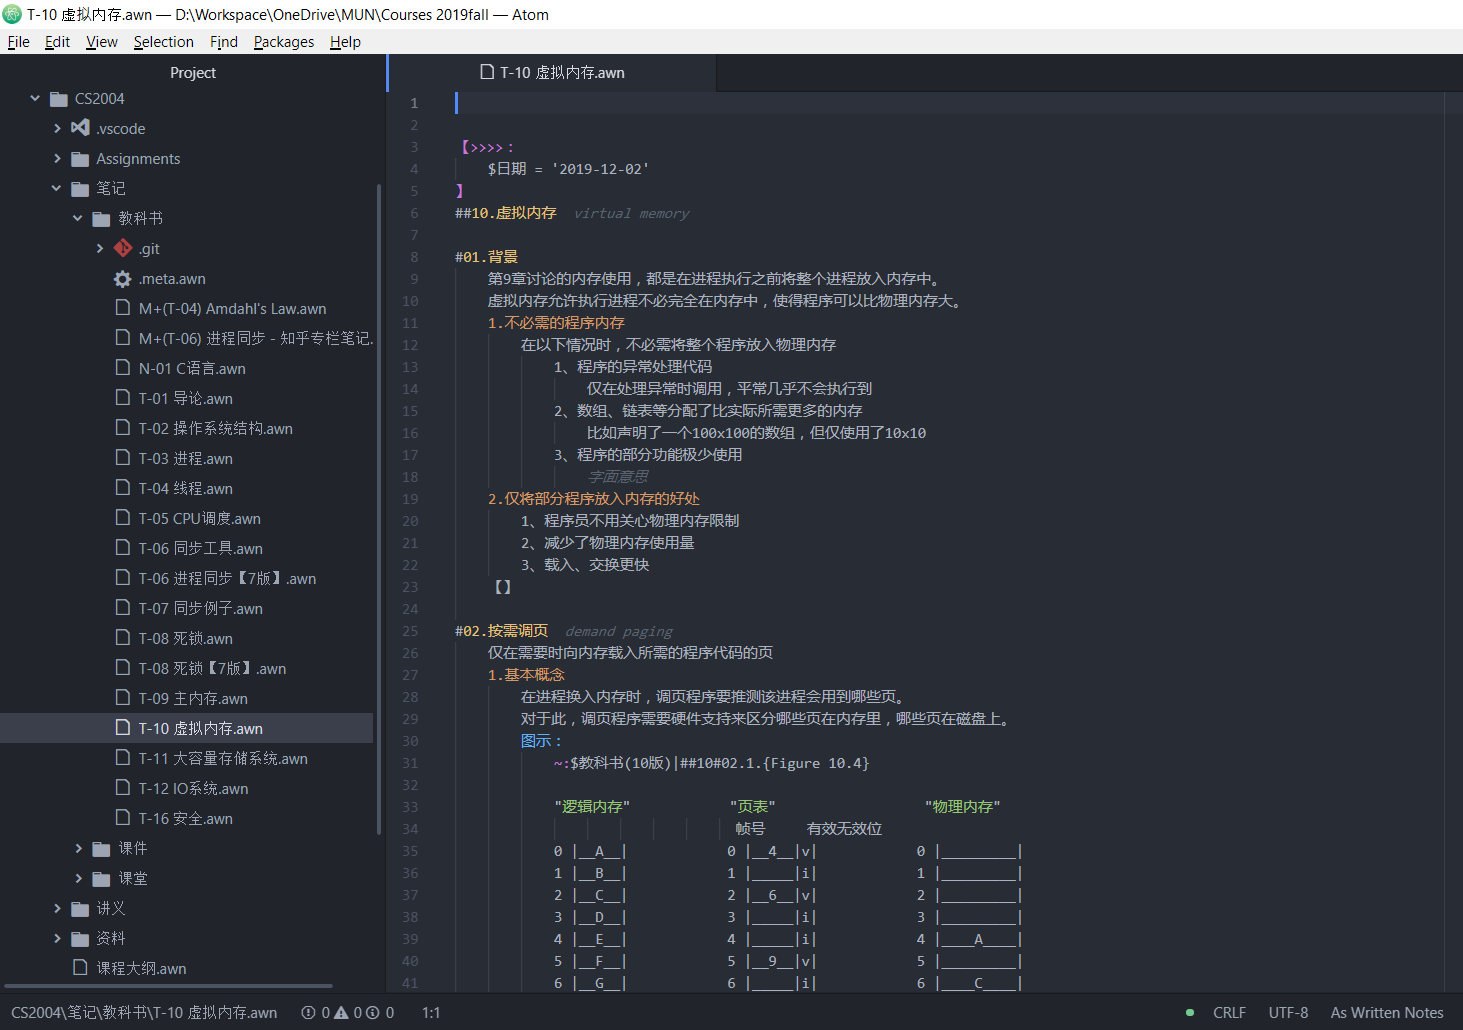 T-10 虚拟内存.awn — D:\Workspace\OneDrive\MUN\Courses 2019fall — Atom
File Edit View Selection Find Packages Help
Project
CS2004
.vscode
Assignments
笔记
教科书
.git
.meta.awn
M+(T-04) Amdahl's Law.awn
M+(T-06) 进程同步 - 知乎专栏笔记.
N-01 C语言.awn
T-01 导论.awn
T-02 操作系统结构.awn
T-03 进程.awn
T-04 线程.awn
T-05 CPU调度.awn
T-06 同步工具.awn
T-06 进程同步【7版】.awn
T-07 同步例子.awn
T-08 死锁.awn
T-08 死锁【7版】.awn
T-09 主内存.awn
T-10 虚拟内存.awn
T-11 大容量存储系统.awn
T-12 IO系统.awn
T-16 安全.awn
课件
课堂
讲义
资料
课程大纲.awn
T-10 虚拟内存.awn
1
2
3 【>>>>：
4 $日期 = '2019-12-02'
5 】
6 ##10.虚拟内存 virtual memory
7
8 #01.背景
9 第9章讨论的内存使用，都是在进程执行之前将整个进程放入内存中。
10 虚拟内存允许执行进程不必完全在内存中，使得程序可以比物理内存大。
11 1.不必需的程序内存
12 在以下情况时，不必需将整个程序放入物理内存
13 1、程序的异常处理代码
14 仅在处理异常时调用，平常几乎不会执行到
15 2、数组、链表等分配了比实际所需更多的内存
16 比如声明了一个100x100的数组，但仅使用了10x10
17 3、程序的部分功能极少使用
18 字面意思
19 2.仅将部分程序放入内存的好处
20 1、程序员不用关心物理内存限制
21 2、减少了物理内存使用量
22 3、载入、交换更快
23 【】
24
25 #02.按需调页 demand paging
26 仅在需要时向内存载入所需的程序代码的页
27 1.基本概念
28 在进程换入内存时，调页程序要推测该进程会用到哪些页。
29 对于此，调页程序需要硬件支持来区分哪些页在内存里，哪些页在磁盘上。
30 图示：
31 ~:$教科书(10版)|##10#02.1.{Figure 10.4}
32
33 "逻辑内存" "页表" "物理内存"
34 帧号 有效无效位
35 0 |__A__| 0 |__4__|v| 0 |_________|
36 1 |__B__| 1 |_____|i| 1 |_________|
37 2 |__C__| 2 |__6__|v| 2 |_________|
38 3 |__D__| 3 |_____|i| 3 |_________|
39 4 |__E__| 4 |_____|i| 4 |____A____|
40 5 |__F__| 5 |__9__|v| 5 |_________|
41 6 |__G__| 6 |_____|i| 6 |____C____|
CS2004\笔记\教科书\T-10 虚拟内存.awn 0 0 0 1:1 CRLF UTF-8 As Written Notes